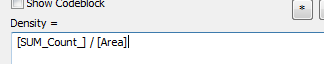 Show Codeblock
*
Density =
[SUM_Count_] / [Area]